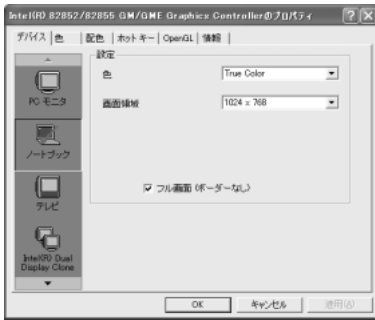 Intel(R) 82852/82855 GM/GME Graphics Controllerのプロパティ
デバイス 色 配色 ホット キー OpenGL 情報
PC モニタ
ノートブック
テレビ
Intel(R) Dual Display Clone
設定
色 True Color
画面領域 1024 x 768
フル画面 (ボーダーなし)
OK キャンセル 適用(A)